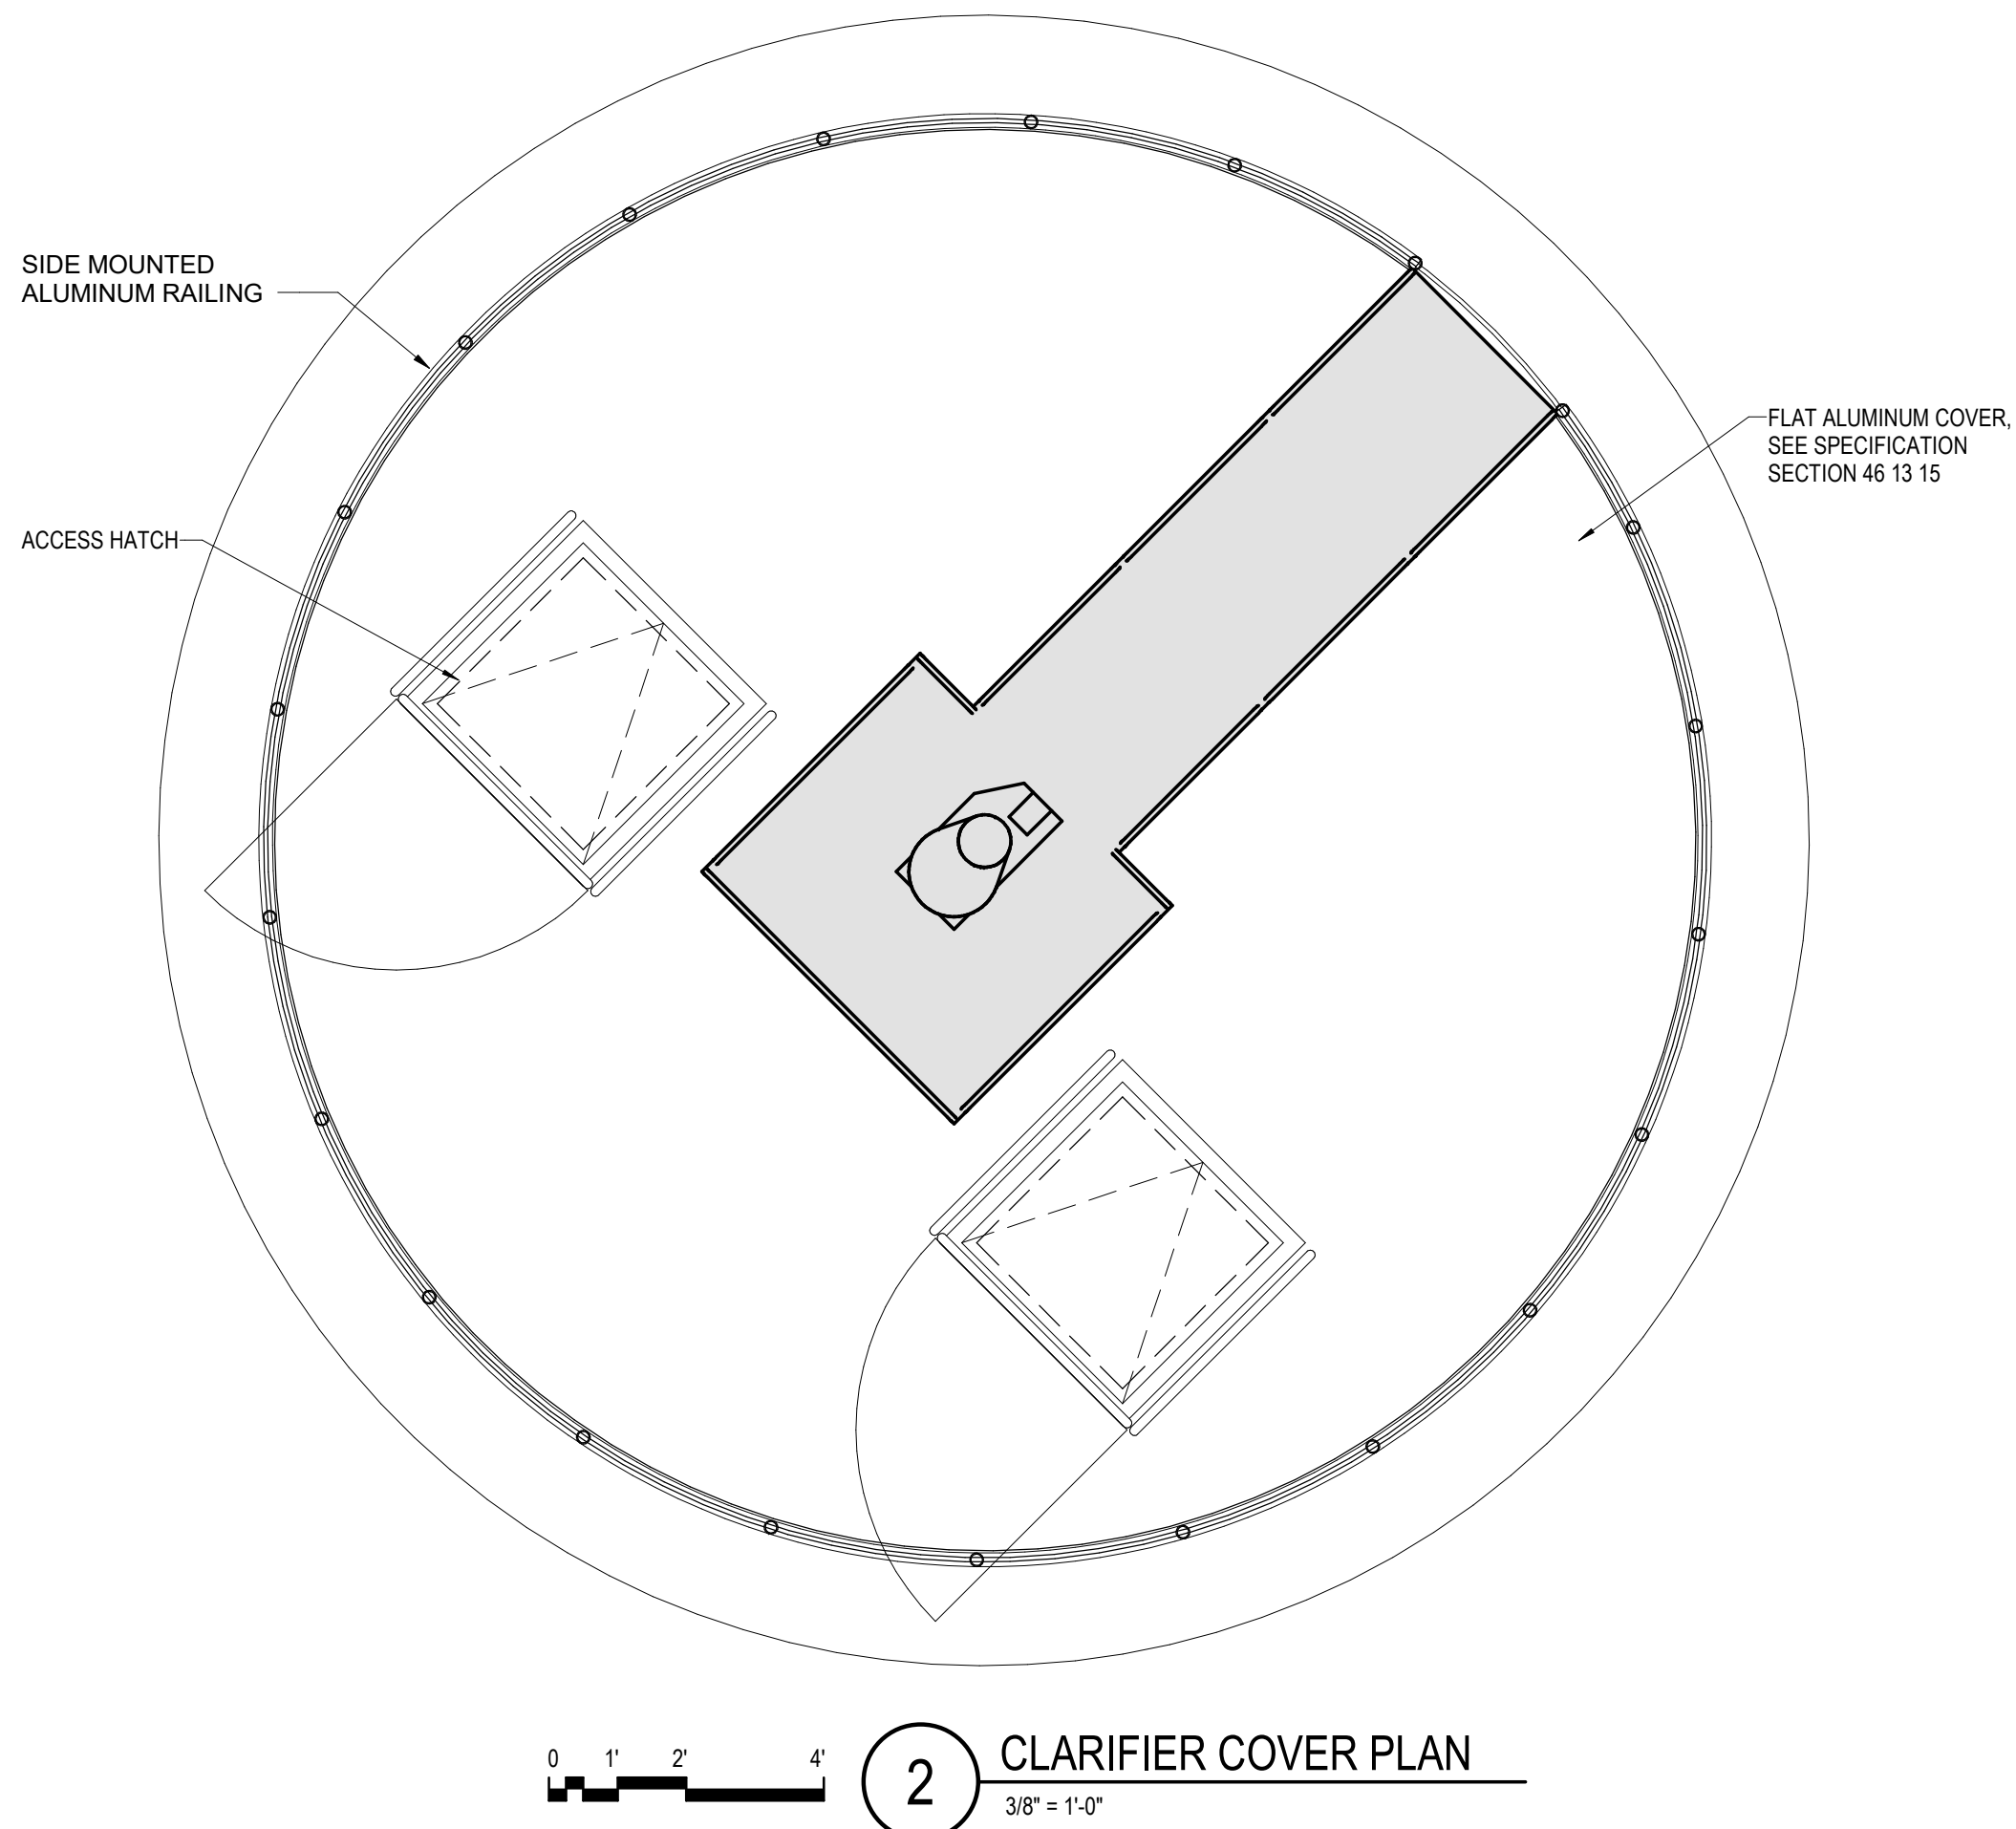 SIDE MOUNTED
ALUMINUM RAILING
FLAT ALUMINUM COVER,
SEE SPECIFICATION
SECTION 46 13 15
ACCESS HATCH
0 1' 2' 4'
2
CLARIFIER COVER PLAN
3/8" = 1'-0"